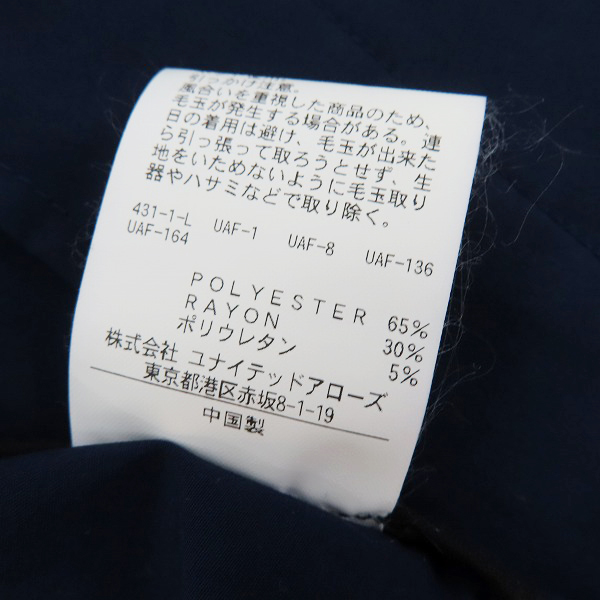 引っかけ注意。
風合いを重視した商品のため、
毛玉が発生する場合がある。連
日の着用は避け、毛玉が出来た
ら引っ張って取ろうとせず、生
地をいためないように毛玉取り
器やハサミなどで取り除く。
431-1-L UAF-1 UAF-8 UAF-136
UAF-164
POLYESTER 65%
RAYON 30%
ポリウレタン 5%
株式会社 ユナイテッドアローズ
東京都港区赤坂8-1-19
中国製